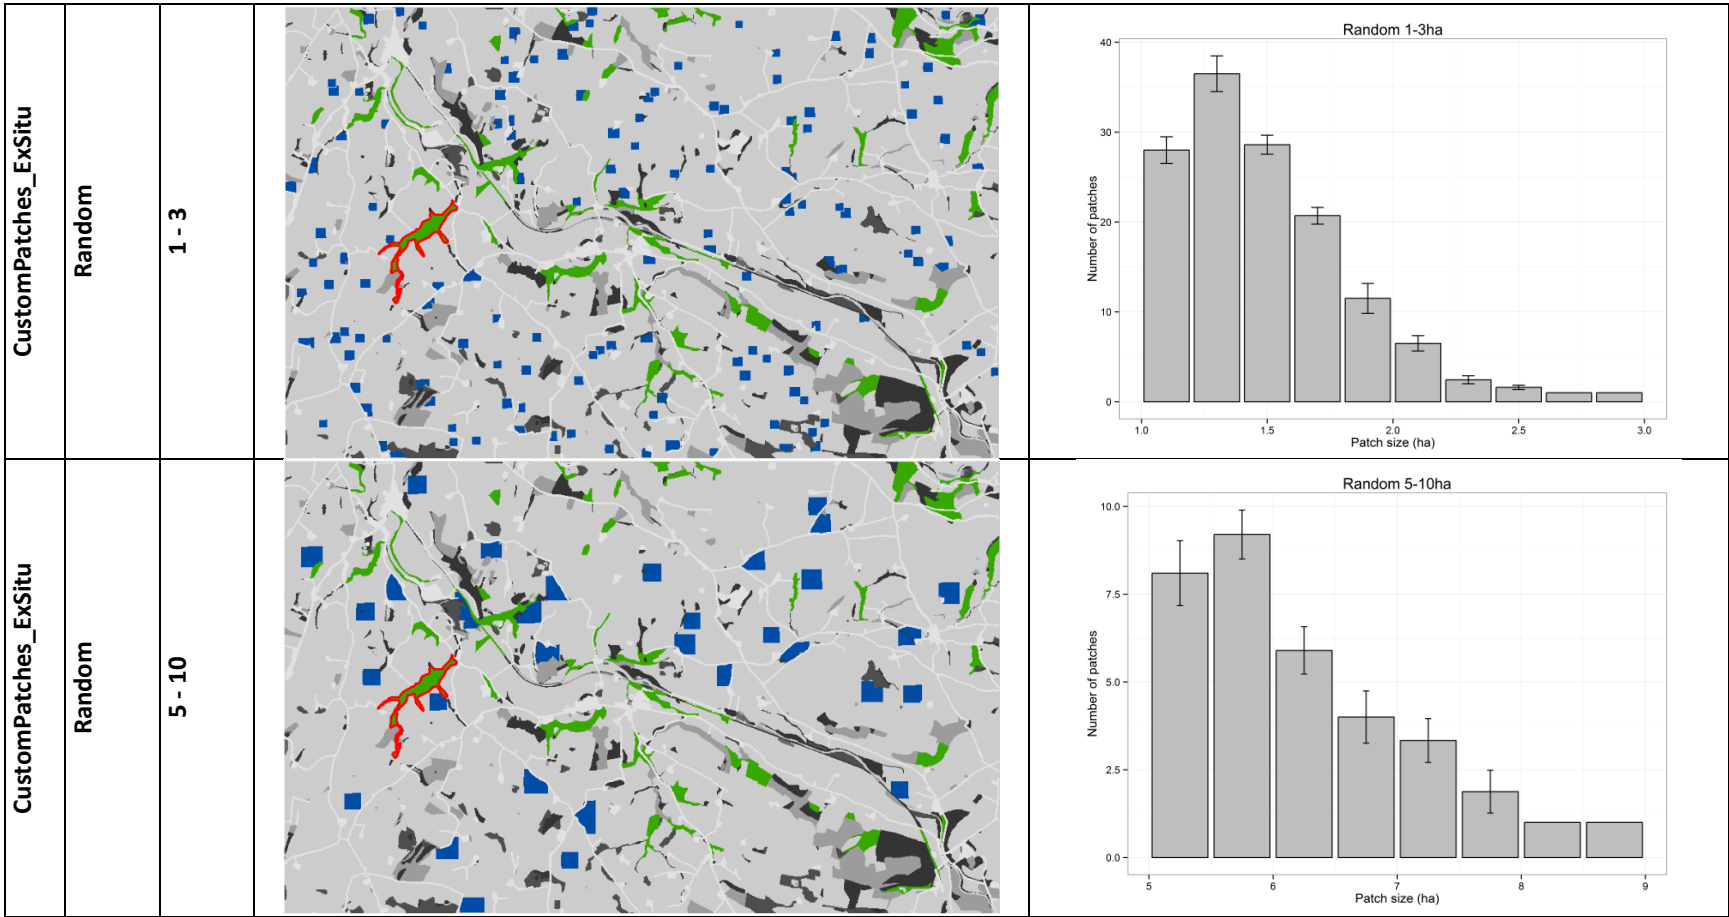 CustomPatches_ExSitu
Random
1 - 3
Random 1-3ha
40
30
20
10
0
Number of patches
1.0
1.5
2.0
2.5
3.0
Patch size (ha)
CustomPatches_ExSitu
Random
5 - 10
Random 5-10ha
10.0
7.5
5.0
2.5
0.0
Number of patches
5
6
7
8
9
Patch size (ha)